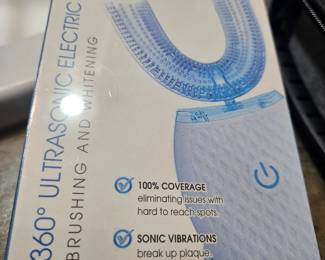 360° ULTRASONIC ELECTRIC
BRUSHING AND WHITENING
100% COVERAGE
eliminating issues with
hard to reach spots
SONIC VIBRATIONS
break up plaque